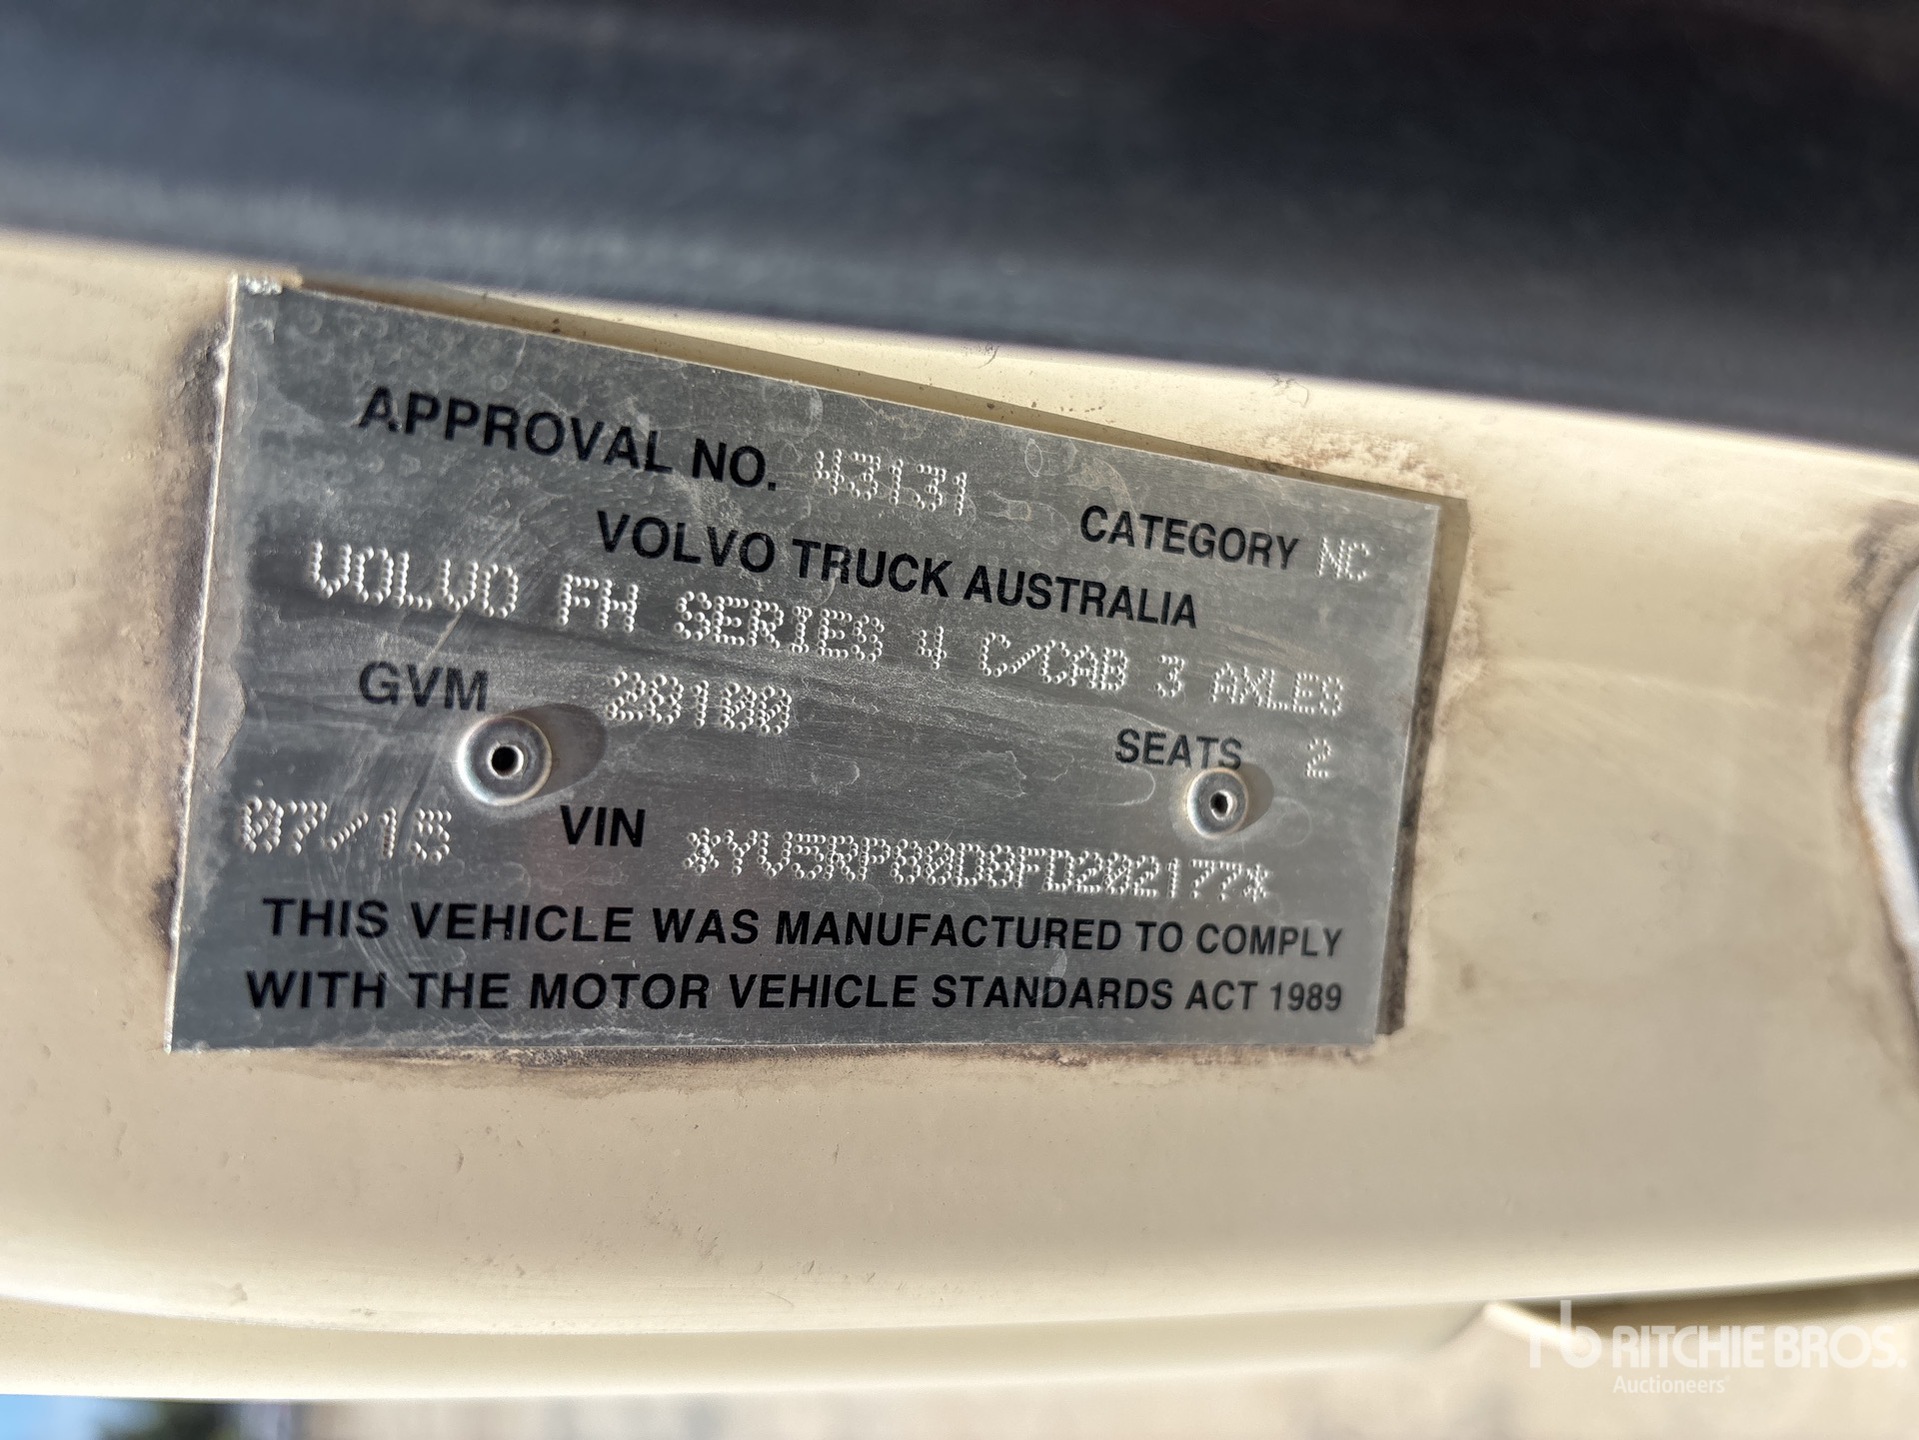 APPROVAL NO. 43131
CATEGORY NC
VOLVO TRUCK AUSTRALIA
VOLVO FH SERIES 4 C/CAB 3 AXLES
GVM 28100
SEATS 2
07/15 VIN *YV5RP80D8FD202177*
THIS VEHICLE WAS MANUFACTURED TO COMPLY
WITH THE MOTOR VEHICLE STANDARDS ACT 1989
rb RITCHIE BROS.
Auctioneers